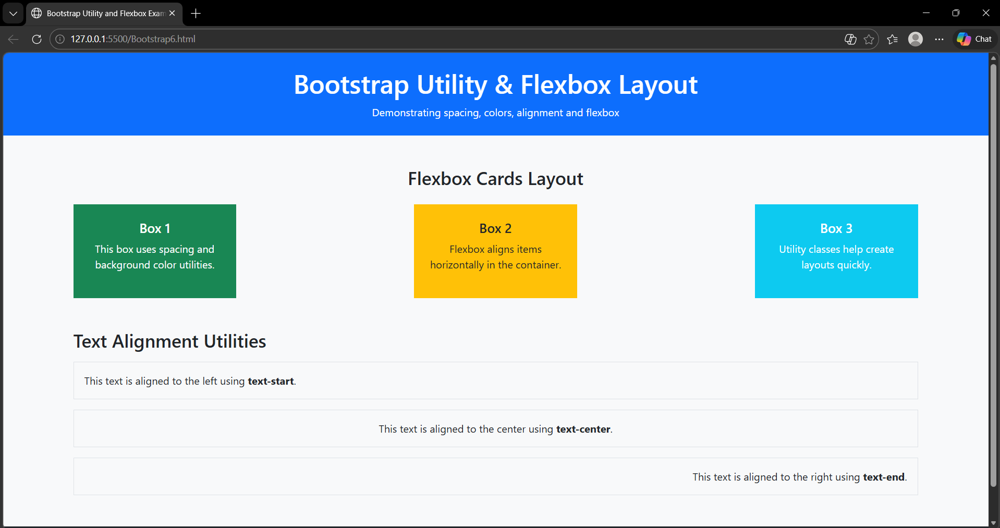 Bootstrap Utility and Flexbox Exam
127.0.0.1:5500/Bootstrap6.html
Chat
Bootstrap Utility & Flexbox Layout
Demonstrating spacing, colors, alignment and flexbox
Flexbox Cards Layout
Box 1
This box uses spacing and
background color utilities.
Box 2
Flexbox aligns items
horizontally in the container.
Box 3
Utility classes help create
layouts quickly.
Text Alignment Utilities
This text is aligned to the left using text-start.
This text is aligned to the center using text-center.
This text is aligned to the right using text-end.